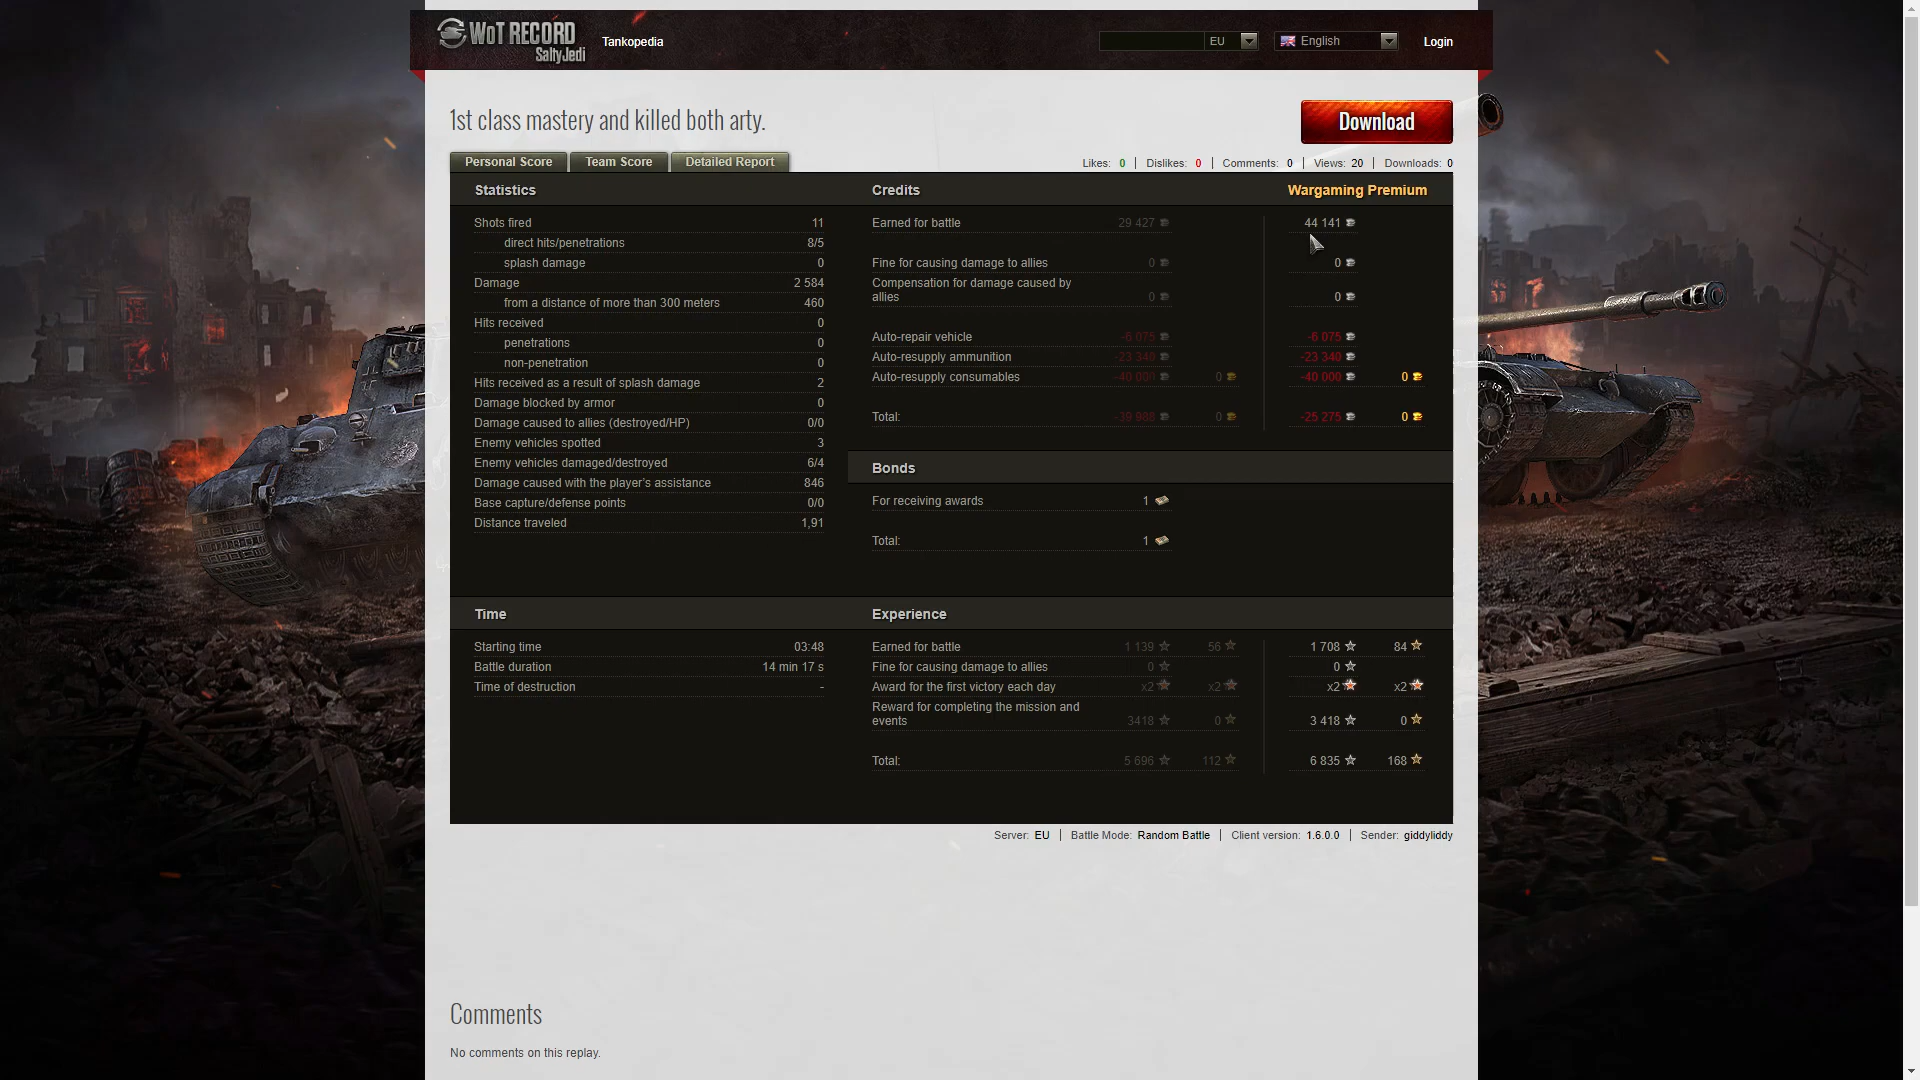 WoT RECORD
SaltyJedi
Tankopedia
EU
English
Login
1st class mastery and killed both arty.
Download
Personal Score
Team Score
Detailed Report
Likes: 0 | Dislikes: 0 | Comments: 0 | Views: 20 | Downloads: 0
Statistics
Shots fired 11
direct hits/penetrations 8/5
splash damage 0
Damage 2 584
from a distance of more than 300 meters 460
Hits received 0
penetrations 0
non-penetration 0
Hits received as a result of splash damage 2
Damage blocked by armor 0
Damage caused to allies (destroyed/HP) 0/0
Enemy vehicles spotted 3
Enemy vehicles damaged/destroyed 6/4
Damage caused with the player's assistance 846
Base capture/defense points 0/0
Distance traveled 1,91
Credits Wargaming Premium
Earned for battle 29 427 44 141
Fine for causing damage to allies 0 0
Compensation for damage caused by
allies 0 0
Auto-repair vehicle -6 075 -6 075
Auto-resupply ammunition -23 340 -23 340
Auto-resupply consumables -40 000 0 -40 000 0
Total: -39 988 0 -25 275 0
Bonds
For receiving awards 1
Total: 1
Time
Starting time 03:48
Battle duration 14 min 17 s
Time of destruction -
Experience
Earned for battle 1 139 56 1 708 84
Fine for causing damage to allies 0 0
Award for the first victory each day x2 x2 x2 x2
Reward for completing the mission and
events 3418 0 3 418 0
Total: 5 696 112 6 835 168
Server: EU | Battle Mode: Random Battle | Client version: 1.6.0.0 | Sender: giddyliddy
Comments
No comments on this replay.